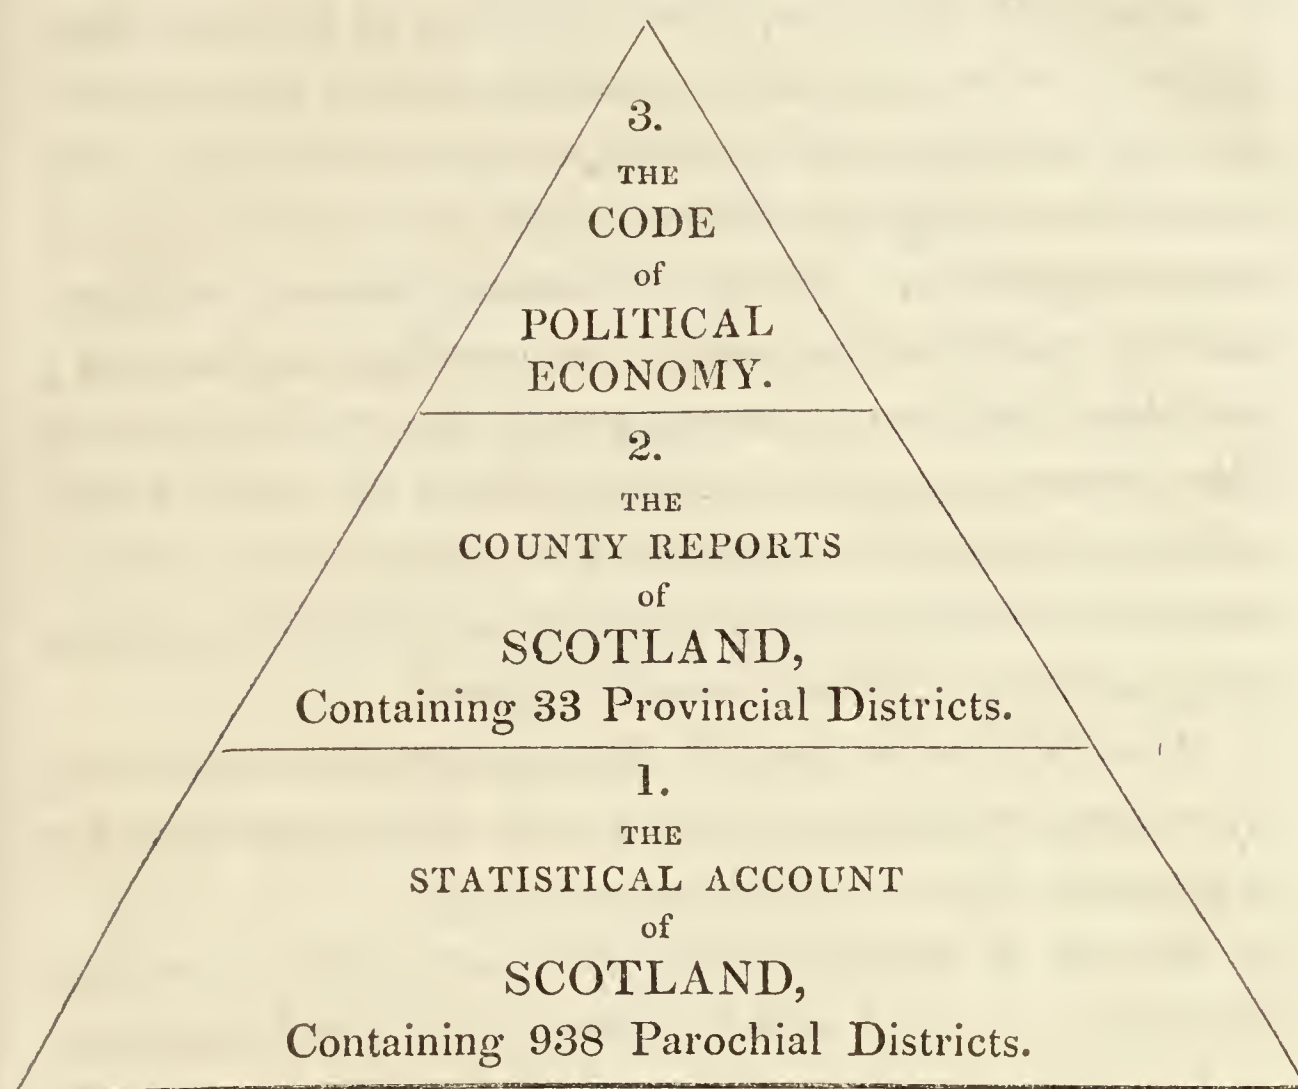 3.
THE
CODE
of
POLITICAL
ECONOMY.
2.
THE
COUNTY REPORTS
of
SCOTLAND,
Containing 33 Provincial Districts.
1.
THE
STATISTICAL ACCOUNT
of
SCOTLAND,
Containing 938 Parochial Districts.